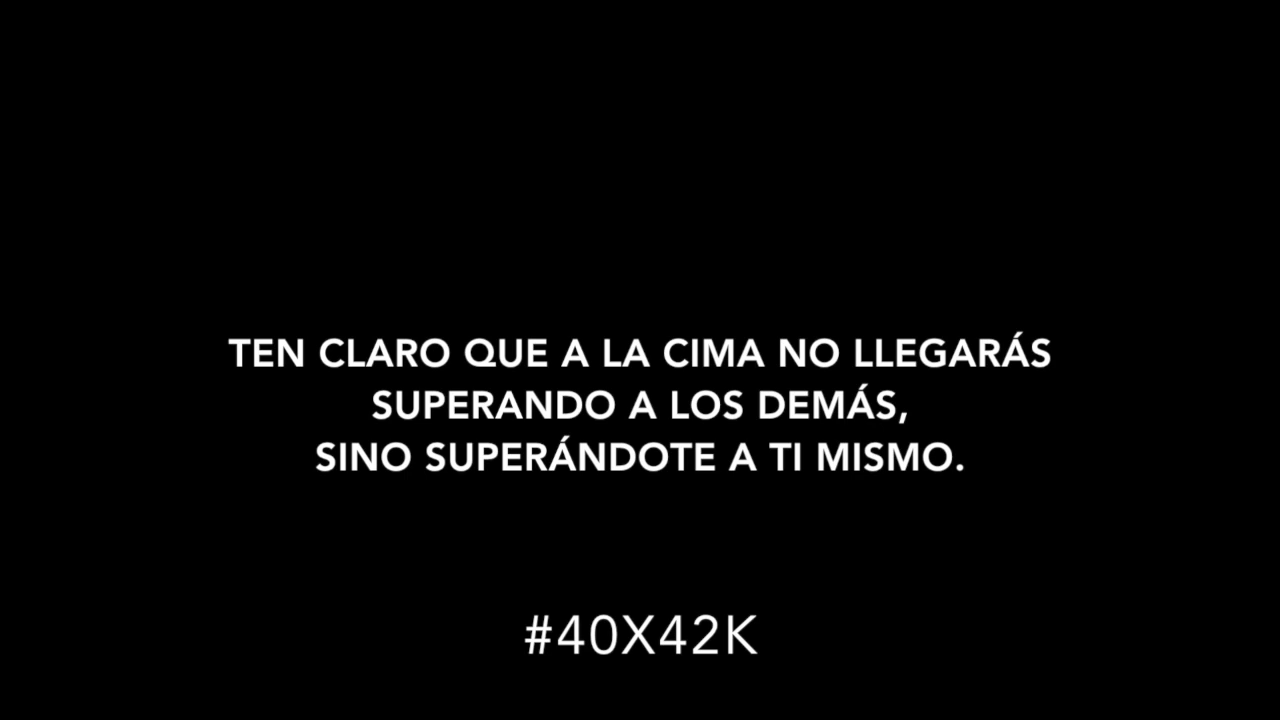 TEN CLARO QUE A LA CIMA NO LLEGARÁS
SUPERANDO A LOS DEMÁS,
SINO SUPERÁNDOTE A TI MISMO.
#40X42K